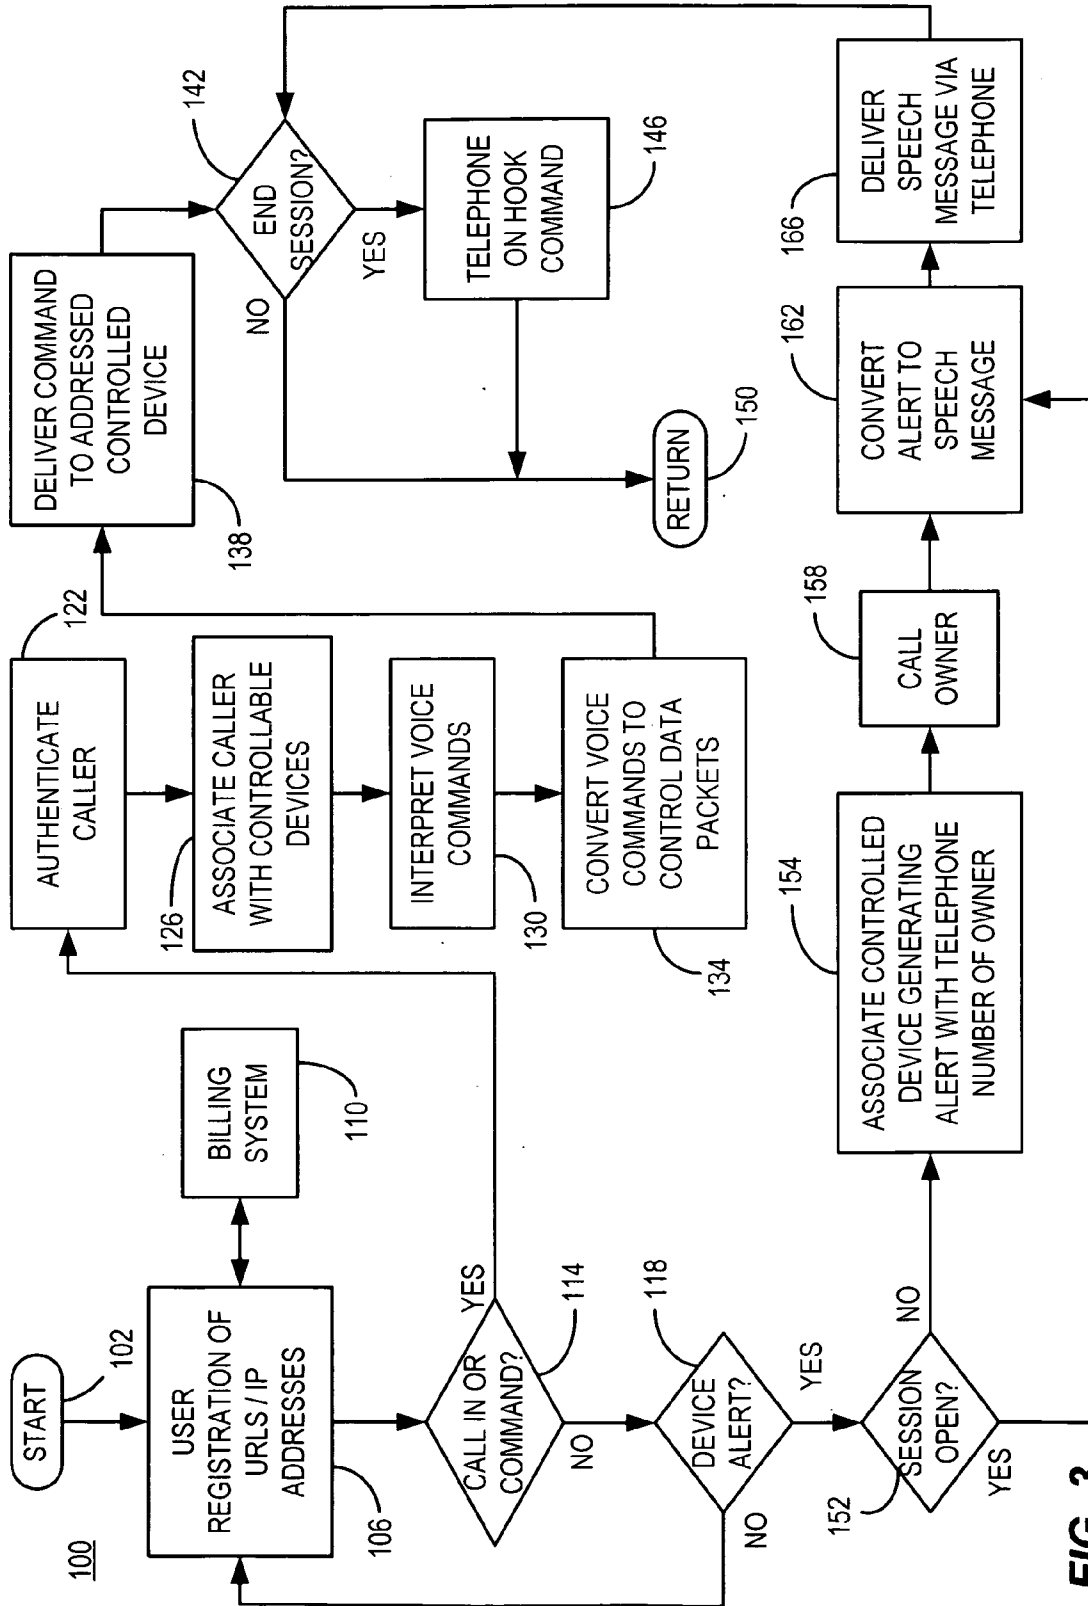 100
START
102
USER
REGISTRATION OF
URLS / IP
ADDRESSES
106
BILLING
SYSTEM
110
CALL IN OR
COMMAND?
114
YES
NO
DEVICE
ALERT?
118
NO
YES
SESSION
OPEN?
152
NO
YES
AUTHENTICATE
CALLER
122
ASSOCIATE CALLER
WITH CONTROLLABLE
DEVICES
126
INTERPRET VOICE
COMMANDS
130
CONVERT VOICE
COMMANDS TO
CONTROL DATA
PACKETS
134
DELIVER COMMAND
TO ADDRESSED
CONTROLLED
DEVICE
138
END
SESSION?
142
NO
YES
TELEPHONE
ON HOOK
COMMAND
146
RETURN
150
ASSOCIATE CONTROLLED
DEVICE GENERATING
ALERT WITH TELEPHONE
NUMBER OF OWNER
154
CALL
OWNER
158
CONVERT
ALERT TO
SPEECH
MESSAGE
162
DELIVER
SPEECH
MESSAGE VIA
TELEPHONE
166